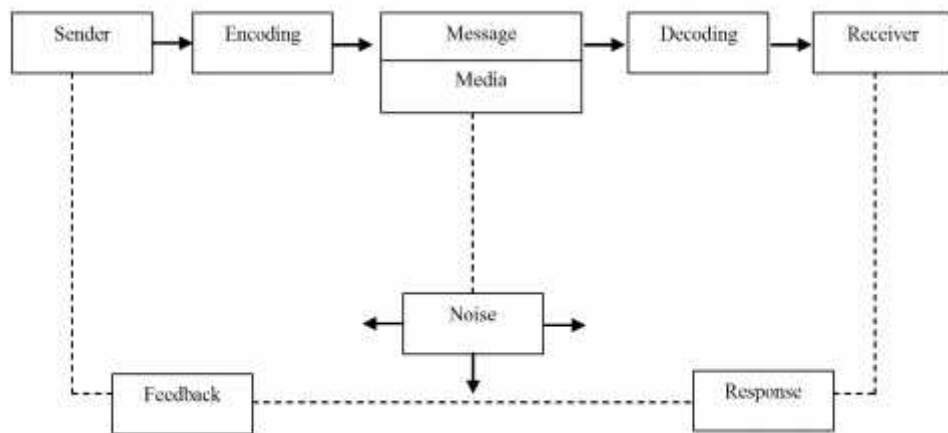 Sender
Encoding
Message
Decoding
Receiver
Media
Noise
Feedback
Response